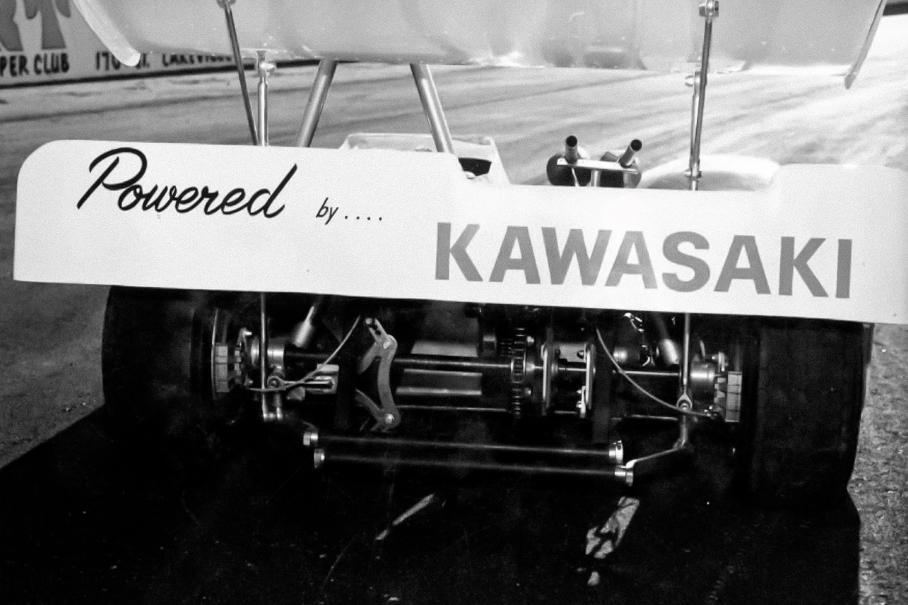 PER CLUB
Powered by....
KAWASAKI